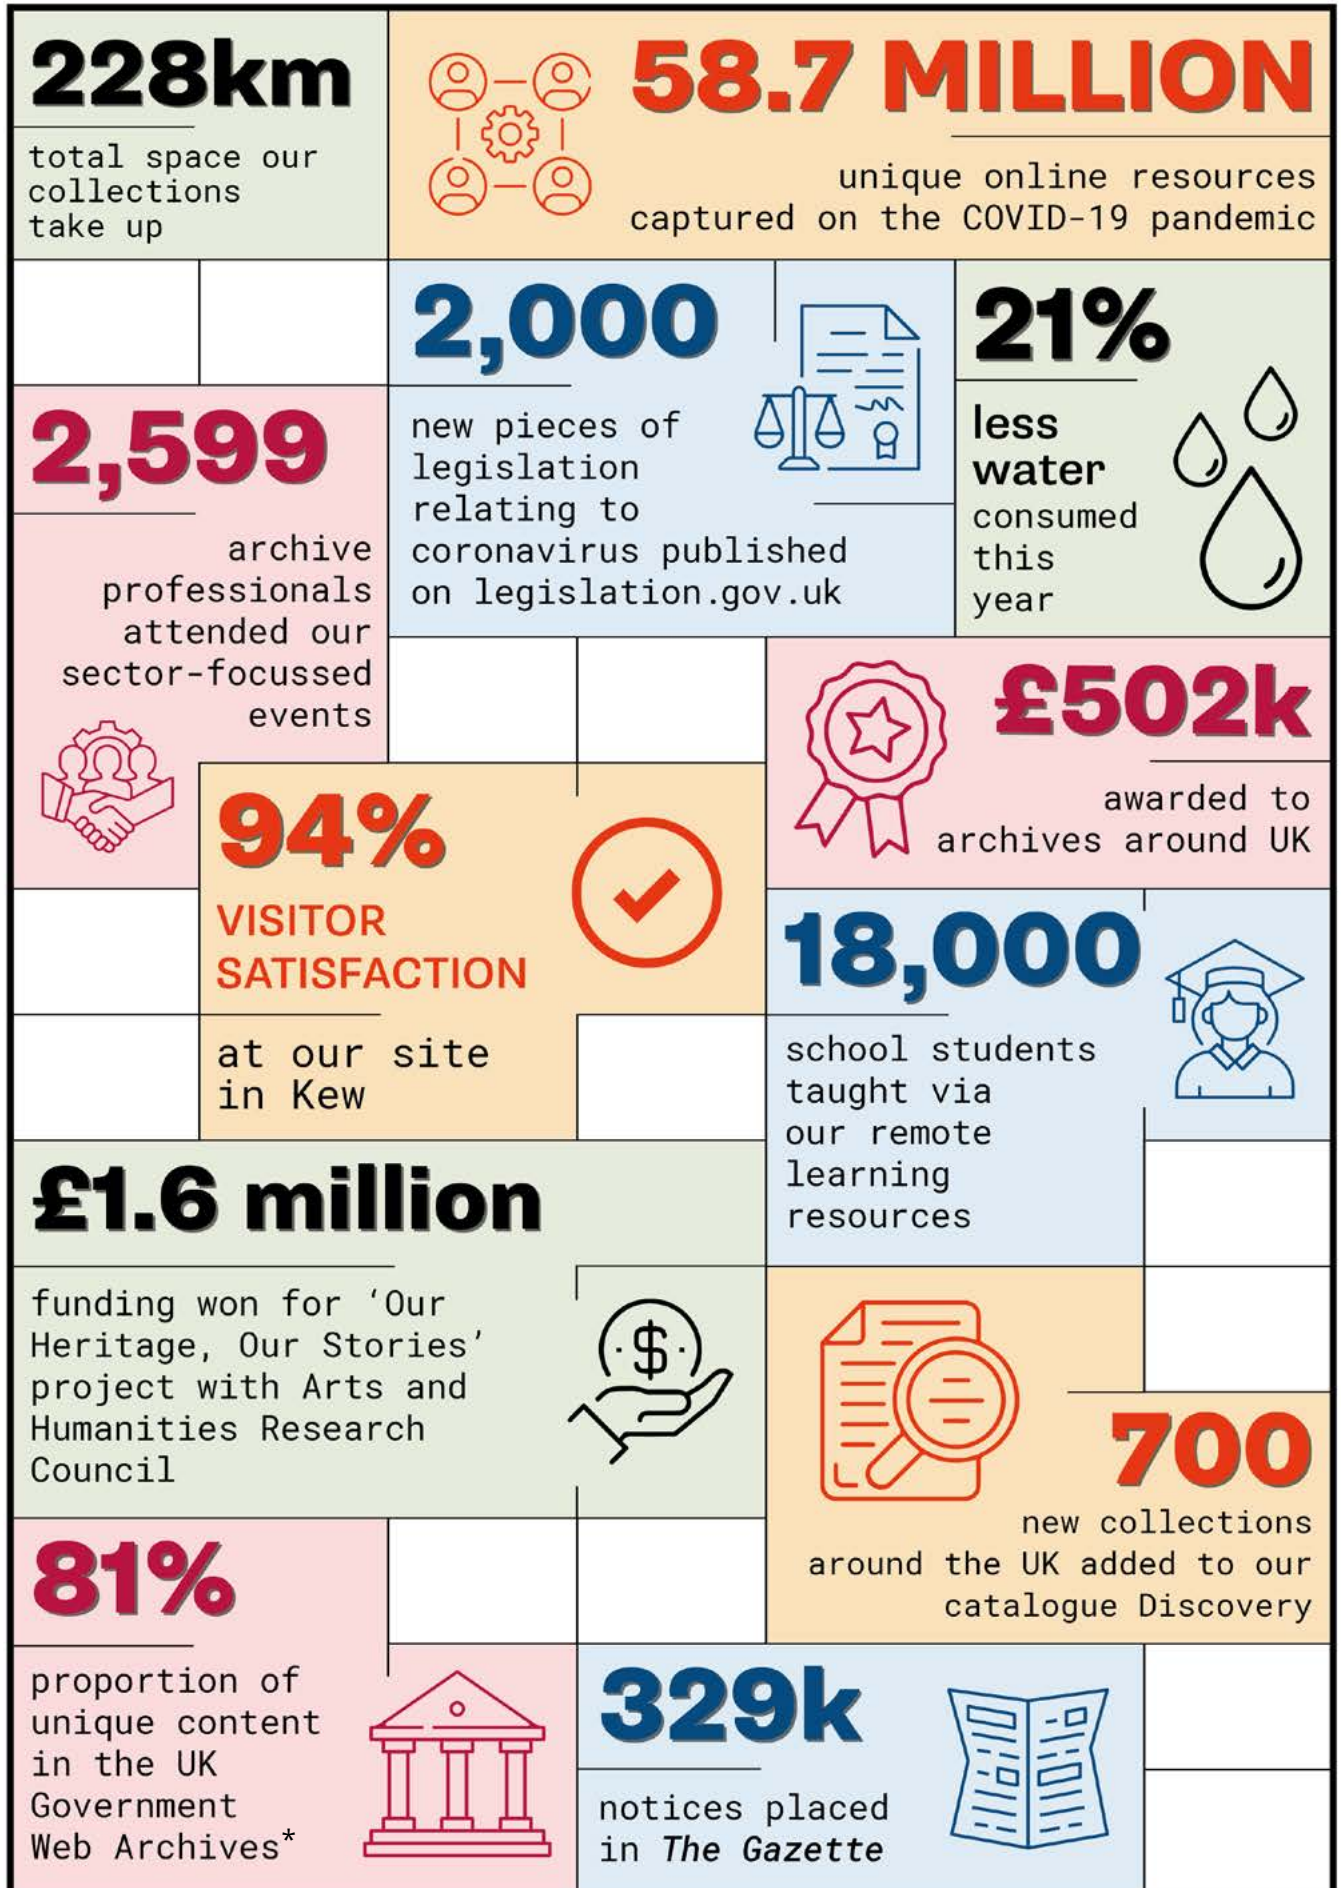 228km
total space our
collections
take up
58.7 MILLION
unique online resources
captured on the COVID-19 pandemic
2,000
new pieces of
legislation
relating to
coronavirus published
on legislation.gov.uk
21%
less
water
consumed
this
year
2,599
archive
professionals
attended our
sector-focussed
events
£502k
awarded to
archives around UK
94%
VISITOR
SATISFACTION
at our site
in Kew
18,000
school students
taught via
our remote
learning
resources
£1.6 million
funding won for ‘Our
Heritage, Our Stories’
project with Arts and
Humanities Research
Council
$
700
new collections
around the UK added to our
catalogue Discovery
81%
proportion of
unique content
in the UK
Government
Web Archives*
329k
notices placed
in The Gazette